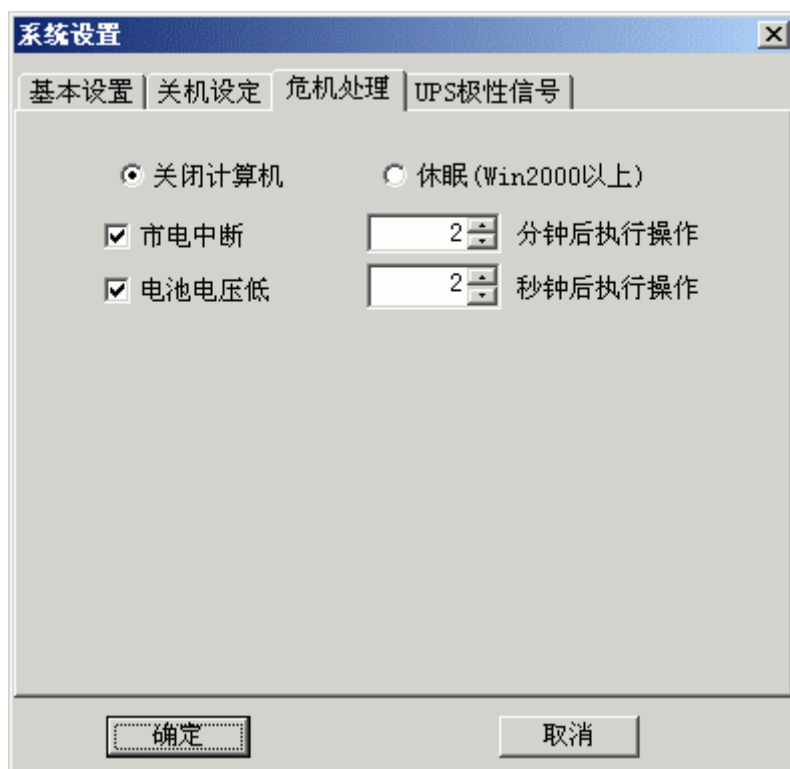 系统设置
基本设置 关机设定 危机处理 UPS极性信号
关闭计算机 休眠(Win2000以上)
市电中断 2 分钟后执行操作
电池电压低 2 秒钟后执行操作
确定 取消